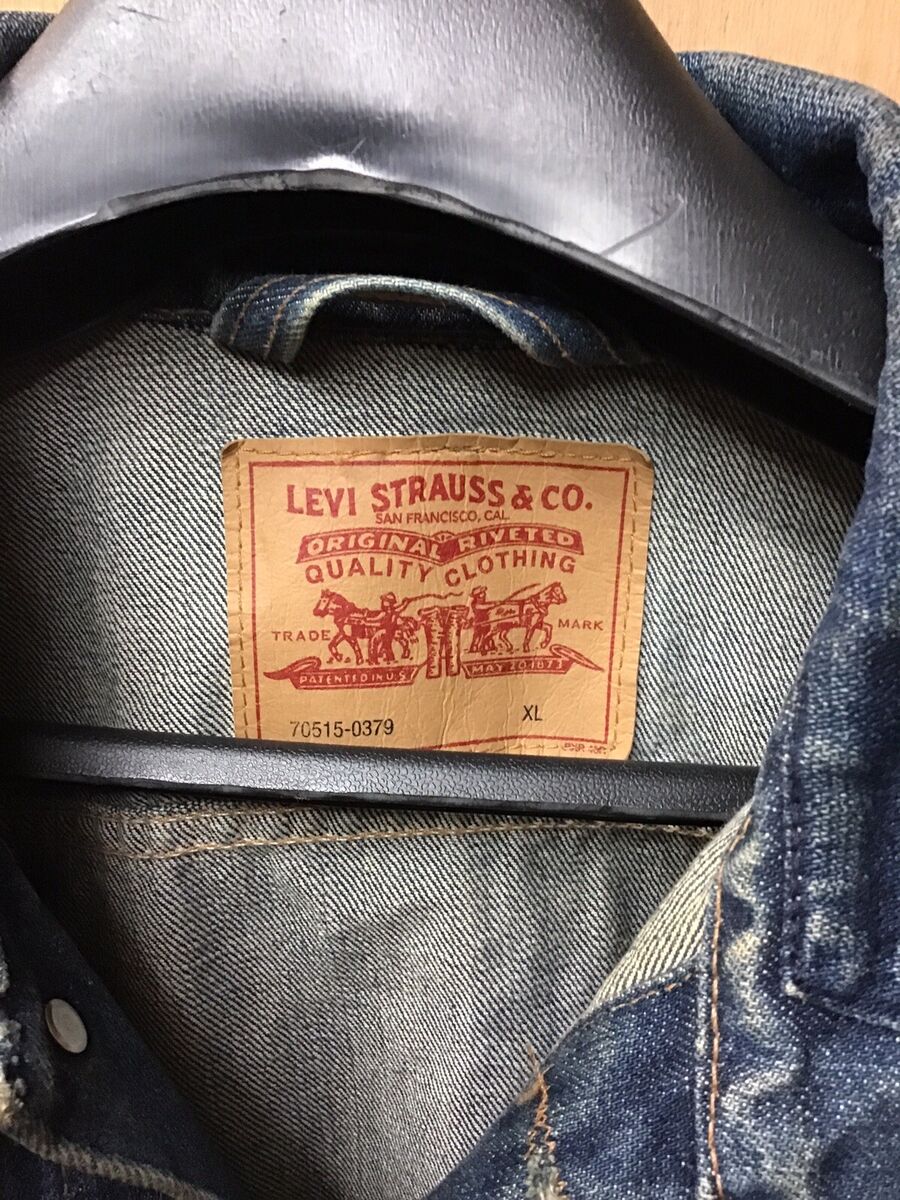 LEVI STRAUSS & CO.
SAN FRANCISCO, CAL
ORIGINAL RIVETED
QUALITY CLOTHING
TRADE MARK
PATENTED IN U.S. MAY 20 1873
70515-0379 XL